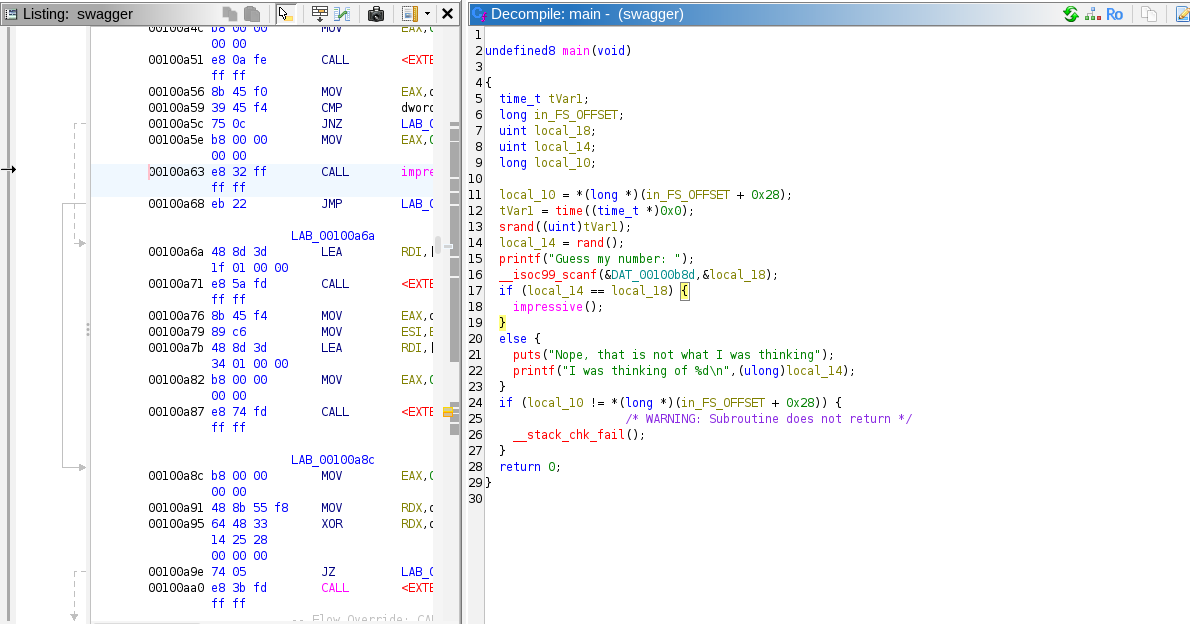 Listing: swagger
00100a4c b8 00 00 MOV EAX,
00 00
00100a51 e8 0a fe CALL <EXTE
ff ff
00100a56 8b 45 f0 MOV EAX,
00100a59 39 45 f4 CMP dword
00100a5c 75 0c JNZ LAB_0
00100a5e b8 00 00 MOV EAX,0
00 00
00100a63 e8 32 ff CALL impre
ff ff
00100a68 eb 22 JMP LAB_0
LAB_00100a6a
00100a6a 48 8d 3d LEA RDI,[
1f 01 00 00
00100a71 e8 5a fd CALL <EXTE
ff ff
00100a76 8b 45 f4 MOV EAX,
00100a79 89 c6 MOV ESI,E
00100a7b 48 8d 3d LEA RDI,[
34 01 00 00
00100a82 b8 00 00 MOV EAX,0
00 00
00100a87 e8 74 fd CALL <EXTE
ff ff
LAB_00100a8c
00100a8c b8 00 00 MOV EAX,0
00 00
00100a91 48 8b 55 f8 MOV RDX,
00100a95 64 48 33 XOR RDX,
14 25 28
00 00 00
00100a9e 74 05 JZ LAB_0
00100aa0 e8 3b fd CALL <EXTE
ff ff
-- Flow Override: CA
Decompile: main - (swagger)
Ro
1
2 undefined8 main(void)
3
4 {
5 time_t tVar1;
6 long in_FS_OFFSET;
7 uint local_18;
8 uint local_14;
9 long local_10;
10
11 local_10 = *(long *)(in_FS_OFFSET + 0x28);
12 tVar1 = time((time_t *)0x0);
13 srand((uint)tVar1);
14 local_14 = rand();
15 printf("Guess my number: ");
16 __isoc99_scanf(&DAT_00100b8d,&local_18);
17 if (local_14 == local_18) {
18 impressive();
19 }
20 else {
21 puts("Nope, that is not what I was thinking");
22 printf("I was thinking of %d\n",(ulong)local_14);
23 }
24 if (local_10 != *(long *)(in_FS_OFFSET + 0x28)) {
25 /* WARNING: Subroutine does not return */
26 __stack_chk_fail();
27 }
28 return 0;
29 }
30